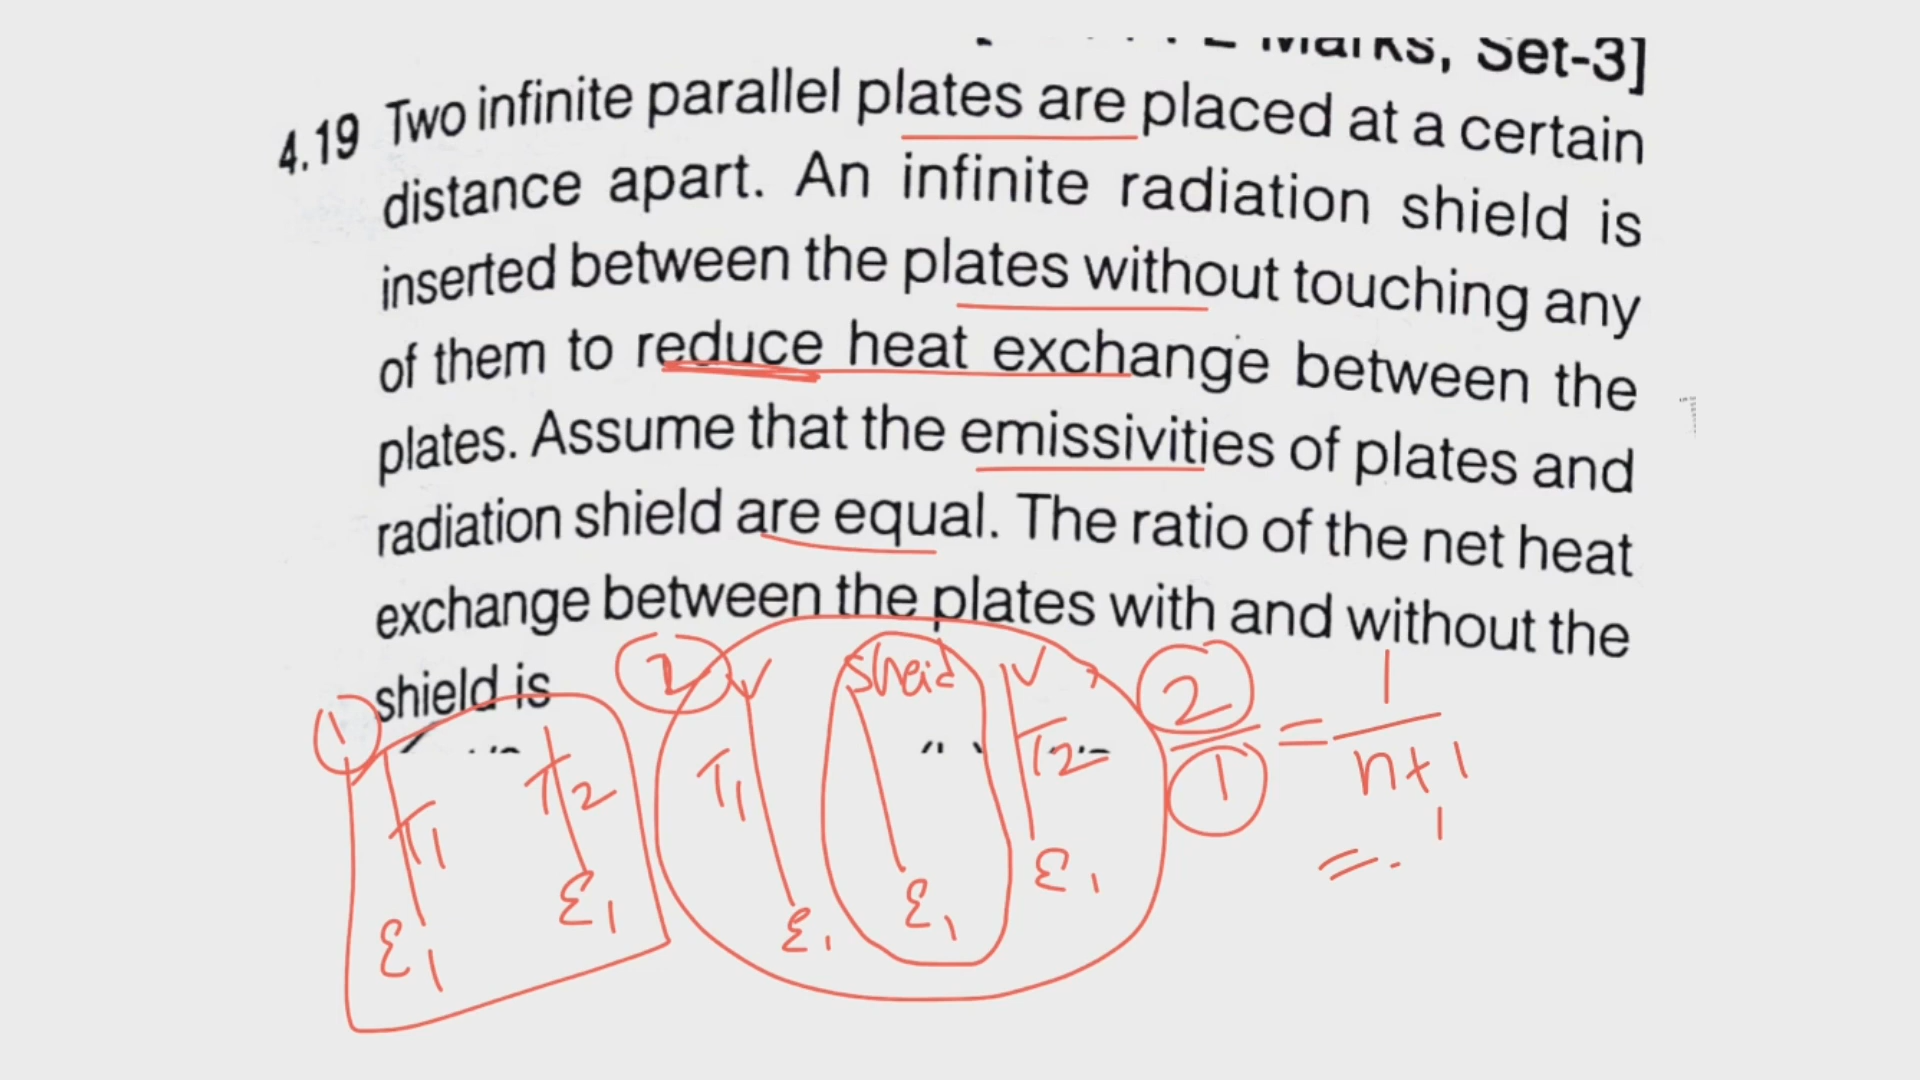 Marks, Set-3]
4.19 Two infinite parallel plates are placed at a certain
distance apart. An infinite radiation shield is
inserted between the plates without touching any
of them to reduce heat exchange between the
plates. Assume that the emissivities of plates and
radiation shield are equal. The ratio of the net heat
exchange between the plates with and without the
shield is
1 2 Sheid 2/1 = 1/n+1
T1 T2 T1 T2
ε1 ε1 ε1 ε1 ε1